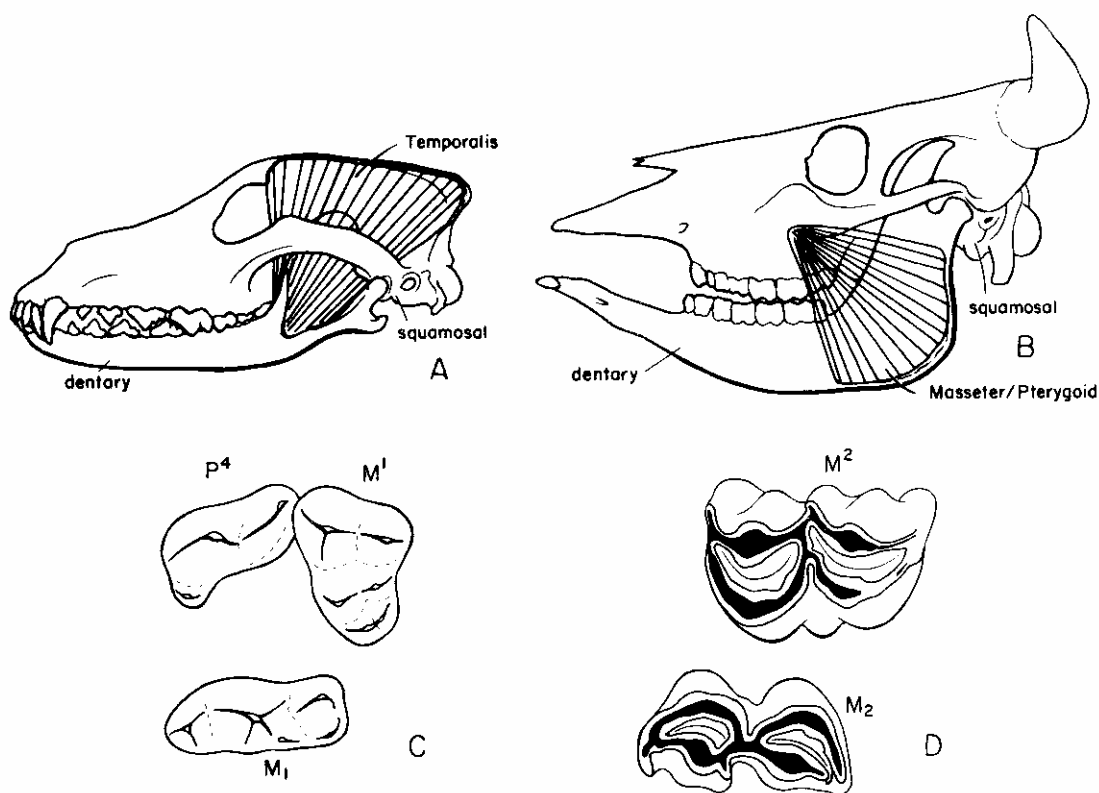 Temporalis
squamosal
A
dentary
squamosal
B
dentary
Masseter/Pterygoid
P⁴
M¹
M₁
C
M²
M₂
D